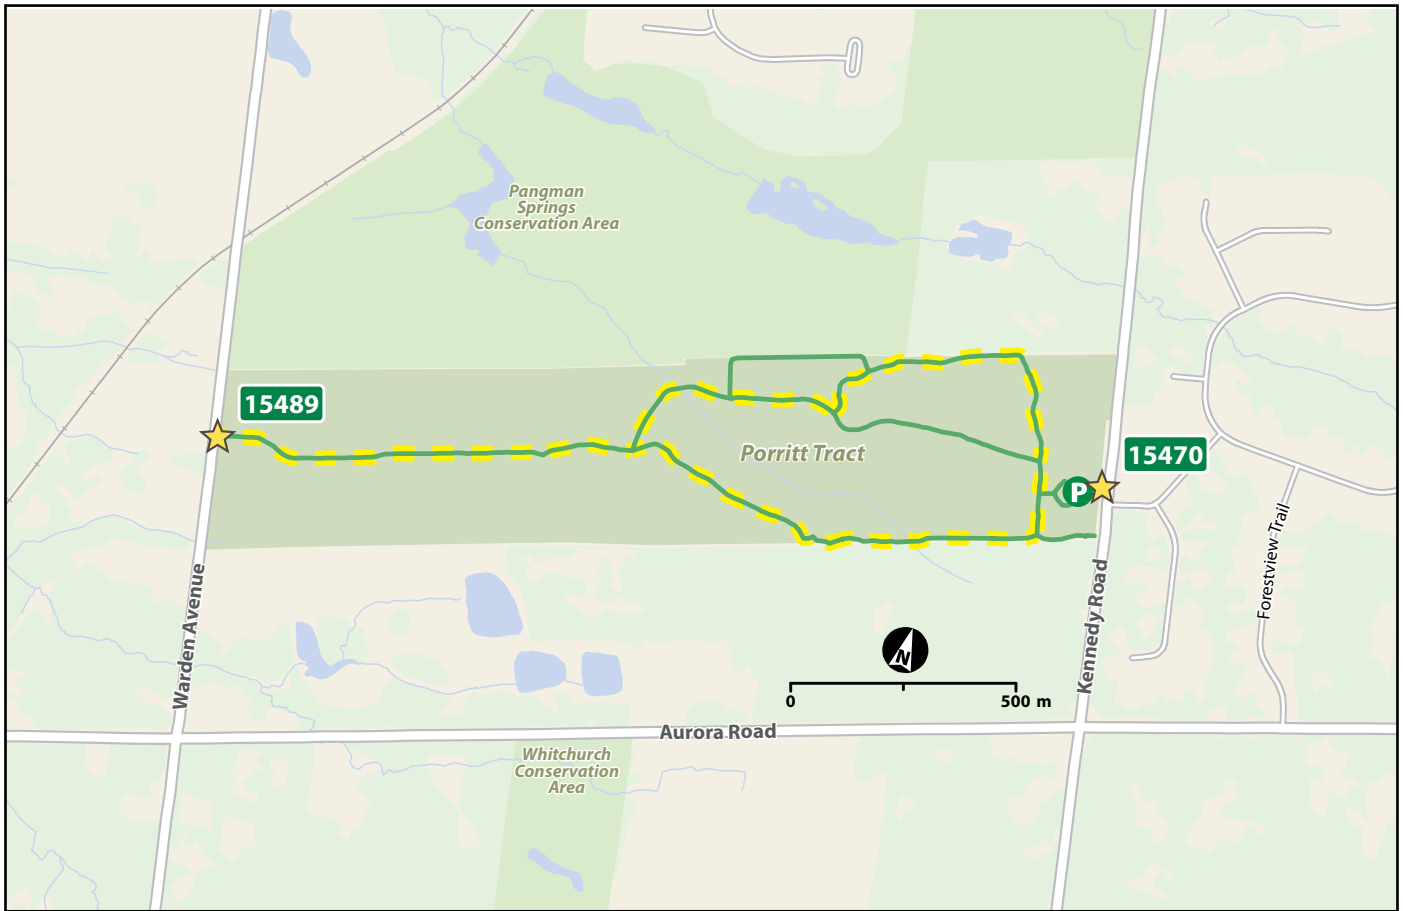 Pangman
Springs
Conservation Area
15489
Porritt Tract
15470
P
Forestview Trail
Warden Avenue
Kennedy Road
N
0
500 m
Aurora Road
Whitchurch
Conservation
Area